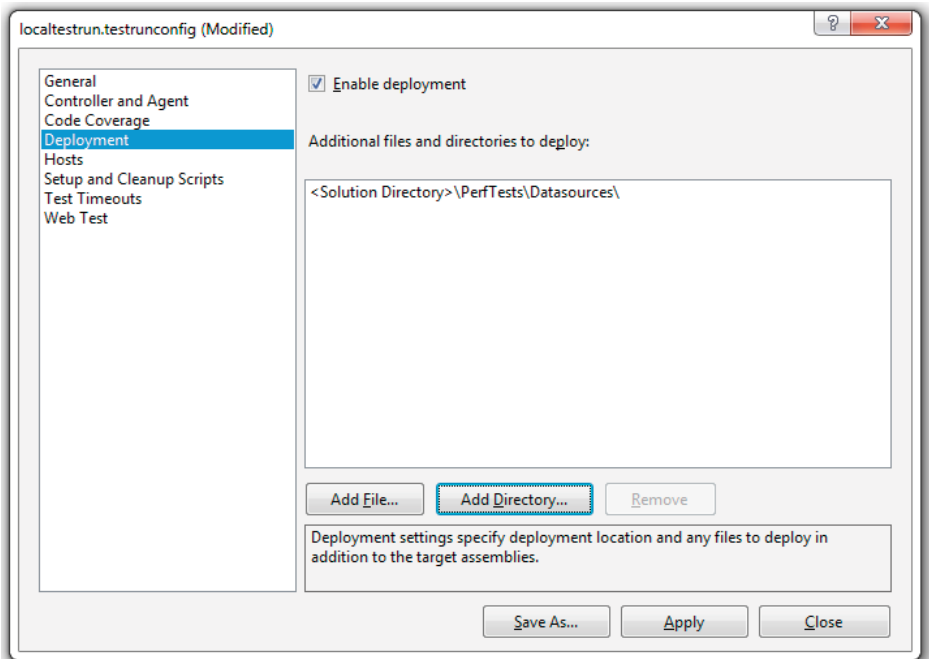 localtestrun.testrunconfig (Modified)
General
Controller and Agent
Code Coverage
Deployment
Hosts
Setup and Cleanup Scripts
Test Timeouts
Web Test
Enable deployment
Additional files and directories to deploy:
<Solution Directory>\PerfTests\Datasources\
Add File...
Add Directory...
Remove
Deployment settings specify deployment location and any files to deploy in
addition to the target assemblies.
Save As...
Apply
Close